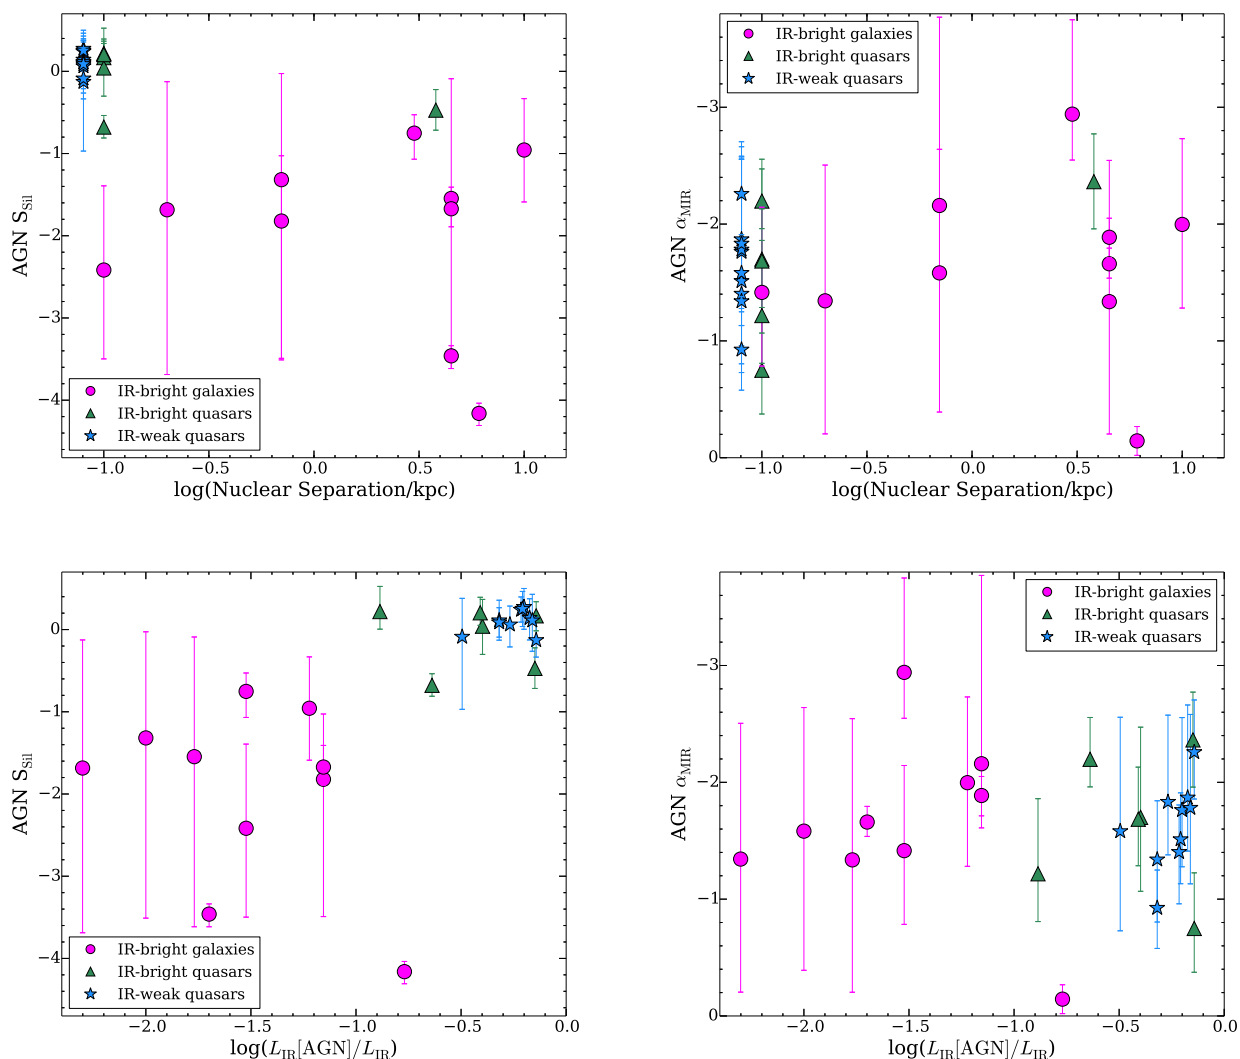 0
−1
−2
−3
−4
AGN S_Sil
IR-bright galaxies
IR-bright quasars
IR-weak quasars
−1.0 −0.5 0.0 0.5 1.0
log(Nuclear Separation/kpc)
IR-bright galaxies
IR-bright quasars
IR-weak quasars
−3
−2
−1
0
AGN α_MIR
−1.0 −0.5 0.0 0.5 1.0
log(Nuclear Separation/kpc)
0
−1
−2
−3
−4
AGN S_Sil
IR-bright galaxies
IR-bright quasars
IR-weak quasars
−2.0 −1.5 −1.0 −0.5 0.0
log(L_IR[AGN]/L_IR)
IR-bright galaxies
IR-bright quasars
IR-weak quasars
−3
−2
−1
0
AGN α_MIR
−2.0 −1.5 −1.0 −0.5 0.0
log(L_IR[AGN]/L_IR)